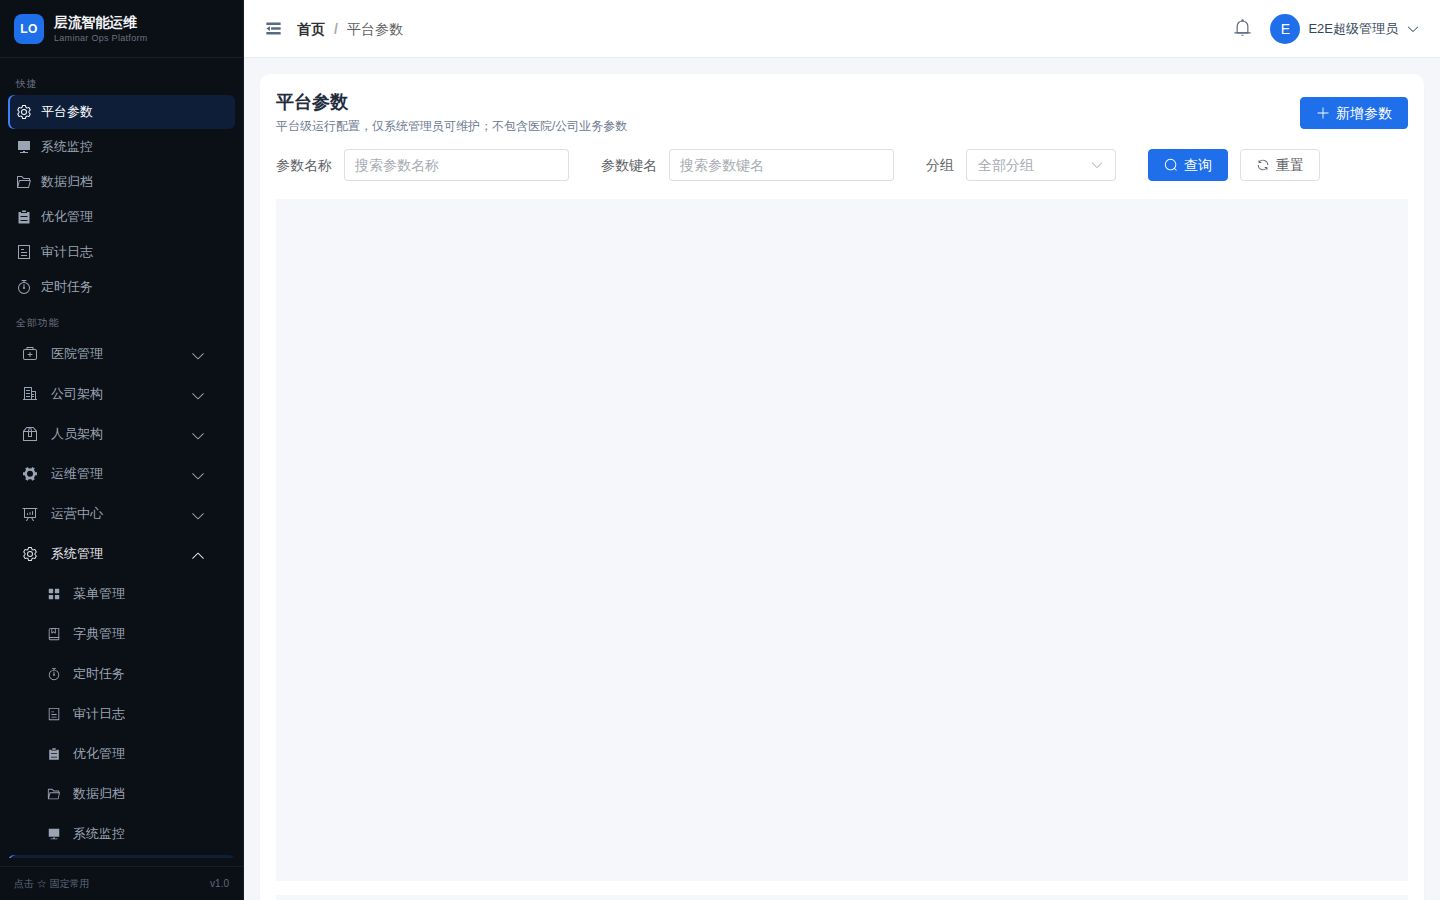 LO
层流智能运维
Laminar Ops Platform
快捷
平台参数
系统监控
数据归档
优化管理
审计日志
定时任务
全部功能
医院管理
公司架构
人员架构
运维管理
运营中心
系统管理
菜单管理
字典管理
定时任务
审计日志
优化管理
数据归档
系统监控
点击 ☆ 固定常用 v1.0
首页 / 平台参数
E E2E超级管理员
平台参数
平台级运行配置，仅系统管理员可维护；不包含医院/公司业务参数
新增参数
参数名称 搜索参数名称 参数键名 搜索参数键名 分组 全部分组 查询 重置